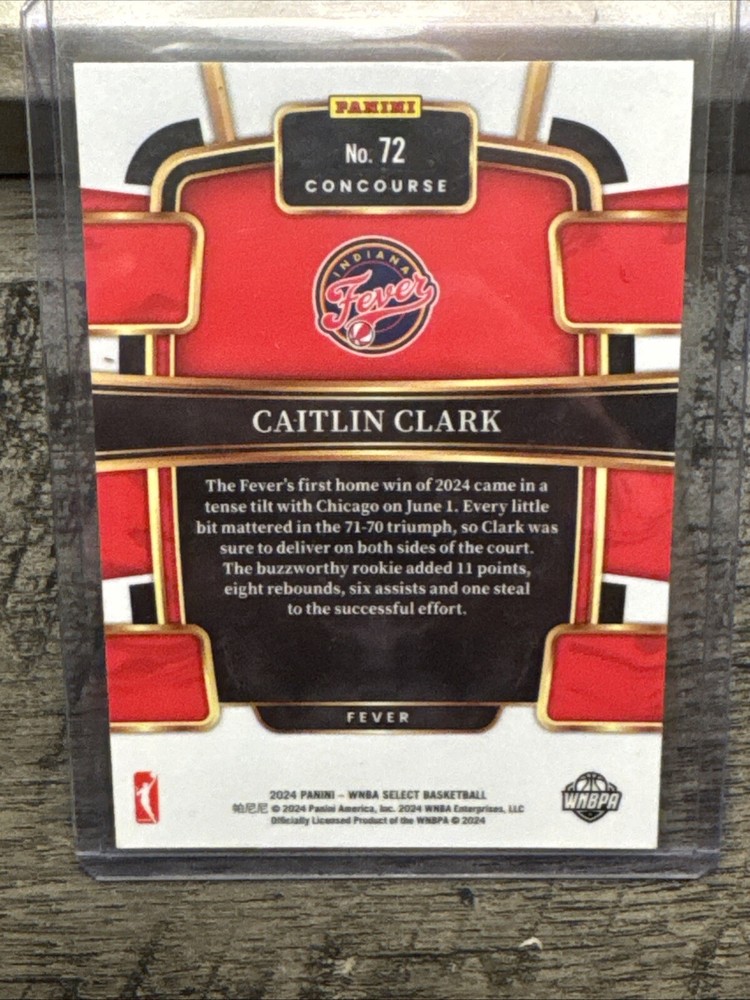 PANINI
No. 72
CONCOURSE
INDIANA
Fever
CAITLIN CLARK
The Fever's first home win of 2024 came in a
tense tilt with Chicago on June 1. Every little
bit mattered in the 71-70 triumph, so Clark was
sure to deliver on both sides of the court.
The buzzworthy rookie added 11 points,
eight rebounds, six assists and one steal
to the successful effort.
FEVER
2024 PANINI – WNBA SELECT BASKETBALL
帕尼尼 © 2024 Panini America, Inc. 2024 WNBA Enterprises, LLC
Officially Licensed Product of the WNBPA © 2024
WNBPA